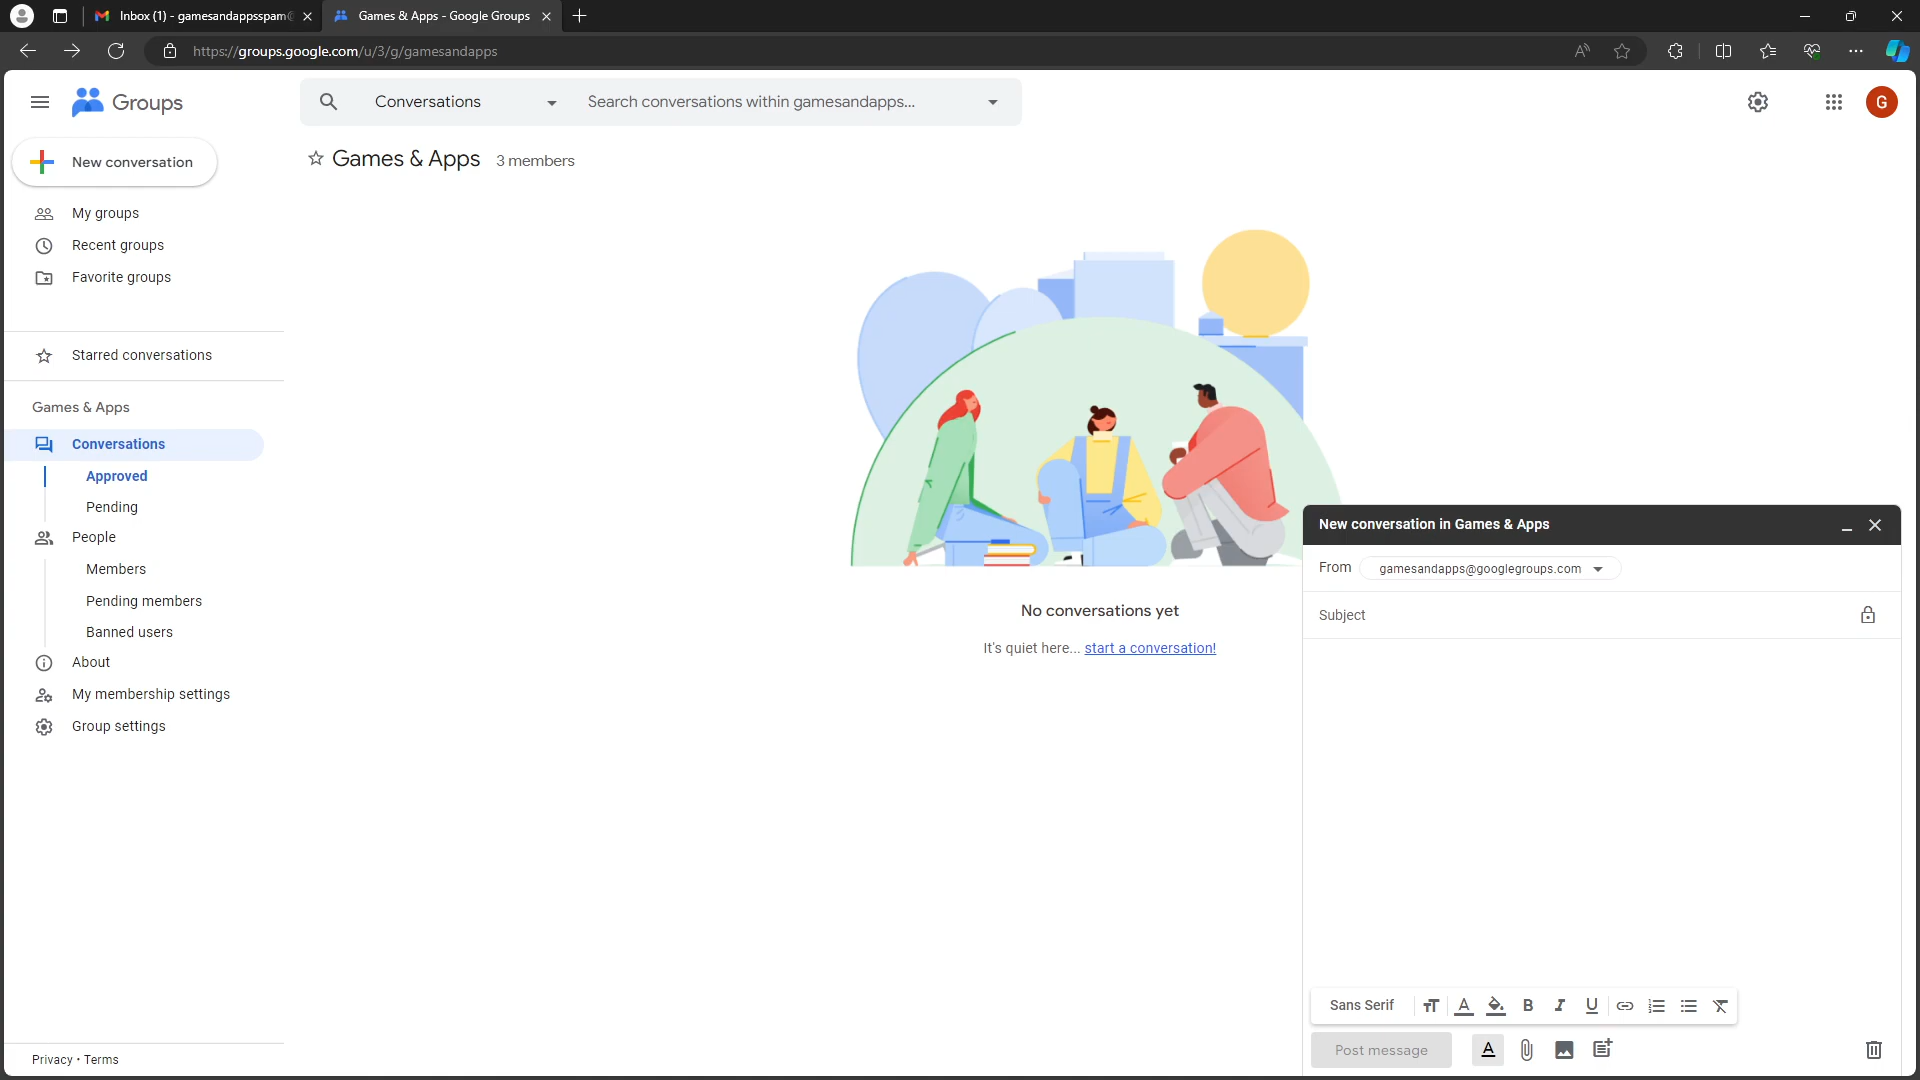 Inbox (1) - gamesandappsspam@
Games & Apps - Google Groups
https://groups.google.com/u/3/g/gamesandapps
Groups
Conversations
Search conversations within gamesandapps...
G
New conversation
Games & Apps
3 members
My groups
Recent groups
Favorite groups
Starred conversations
Games & Apps
Conversations
Approved
Pending
People
Members
Pending members
Banned users
About
My membership settings
Group settings
No conversations yet
It's quiet here... start a conversation!
New conversation in Games & Apps
From gamesandapps@googlegroups.com
Subject
Sans Serif
Post message
Privacy • Terms